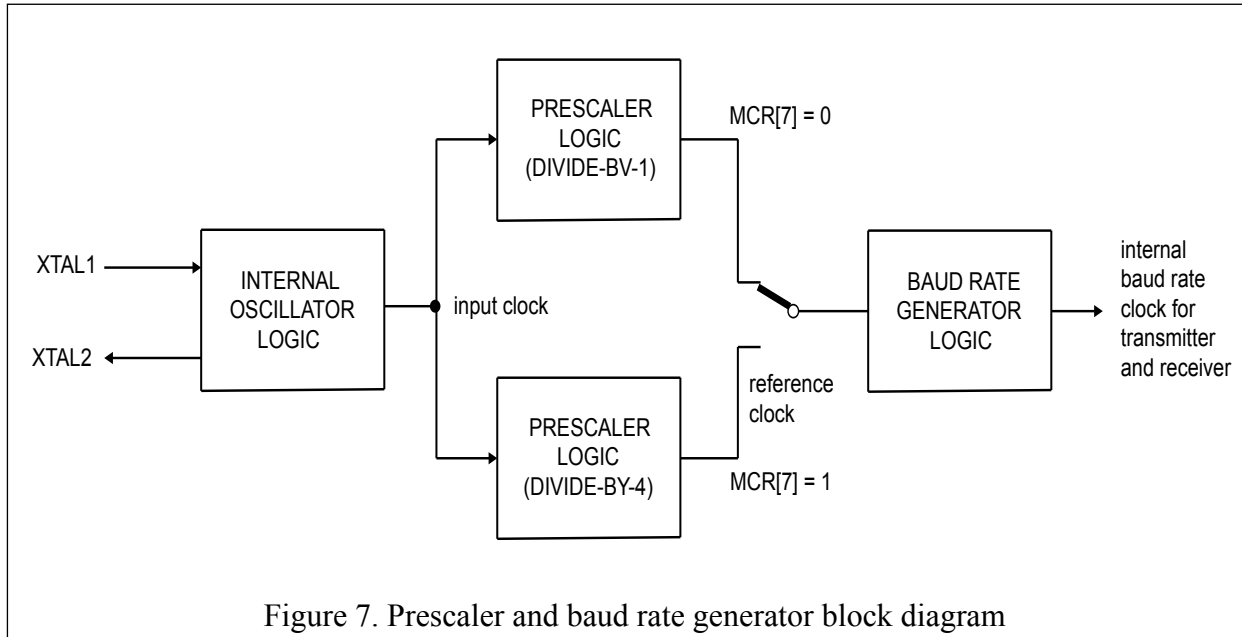 PRESCALER
LOGIC
(DIVIDE-BV-1)
MCR[7] = 0
XTAL1
XTAL2
INTERNAL
OSCILLATOR
LOGIC
input clock
BAUD RATE
GENERATOR
LOGIC
internal
baud rate
clock for
transmitter
and receiver
reference
clock
PRESCALER
LOGIC
(DIVIDE-BY-4)
MCR[7] = 1
Figure 7. Prescaler and baud rate generator block diagram